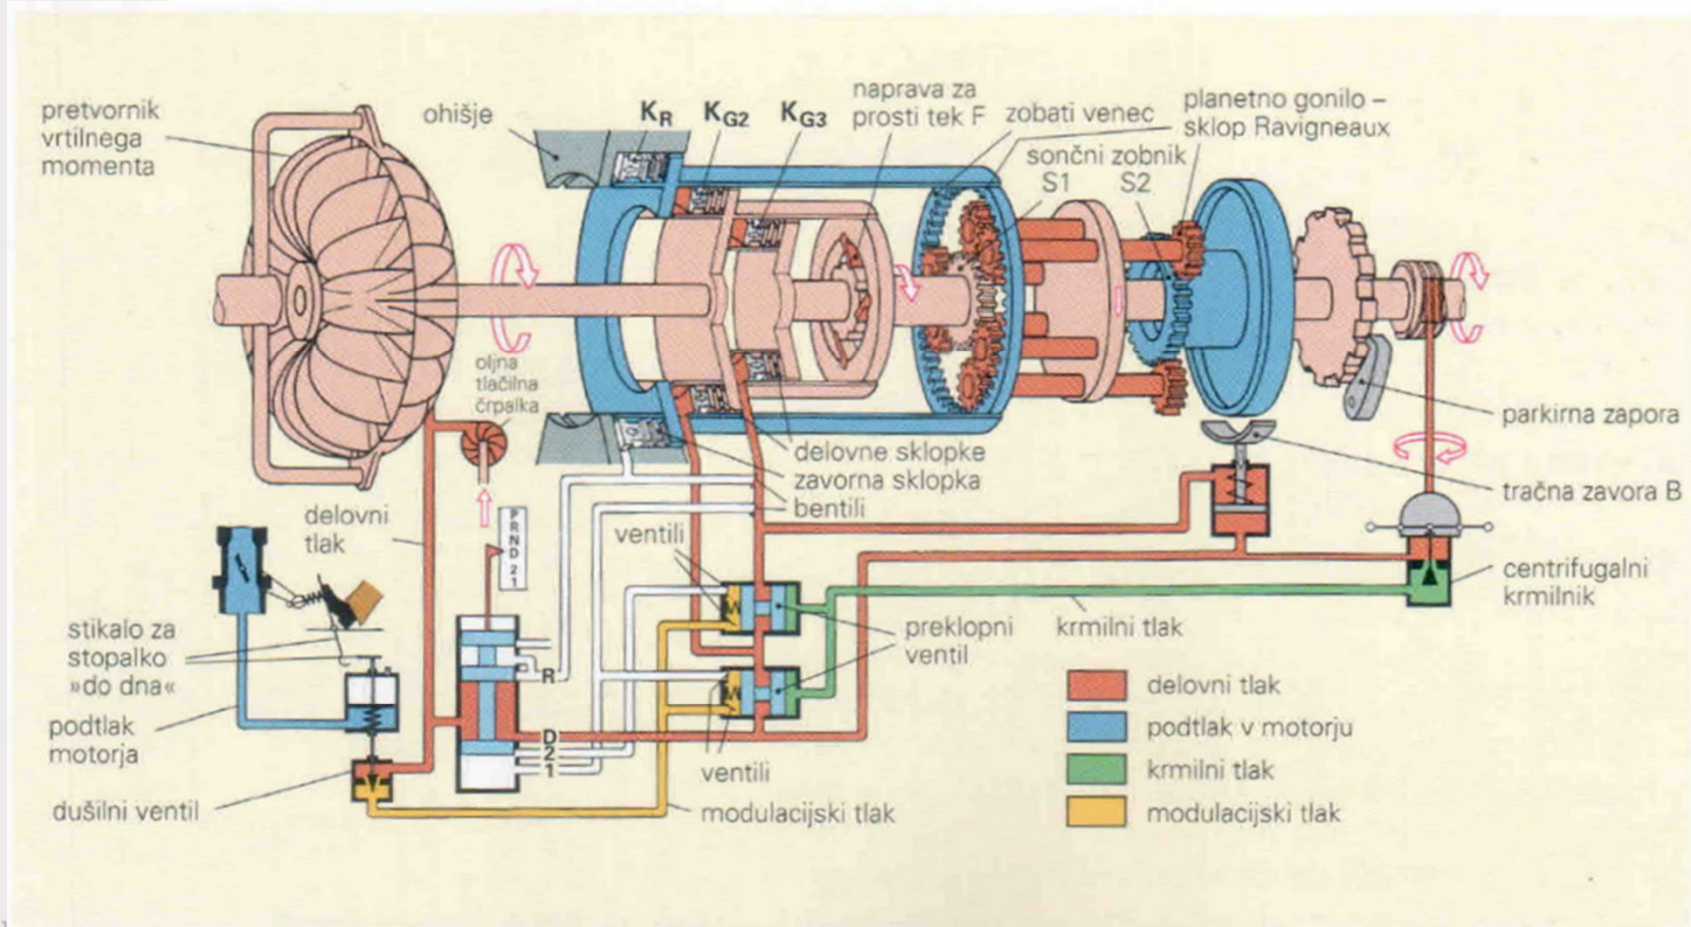 pretvornik
vrtilnega
momenta
ohišje
KR
KG2
KG3
naprava za
prosti tek F
zobati venec
sončni zobnik
S1
S2
planetno gonilo –
sklop Ravigneaux
oljna
tlačilna
črpalka
delovni
tlak
PRND 21
delovne sklopke
zavorna sklopka
bentili
ventili
parkirna zapora
tračna zavora B
centrifugalni
krmilnik
krmilni tlak
preklopni
ventil
stikalo za
stopalko
»do dna«
podtlak
motorja
dušilni ventil
R
D
2
1
ventili
modulacijski tlak
delovni tlak
podtlak v motorju
krmilni tlak
modulacijski tlak